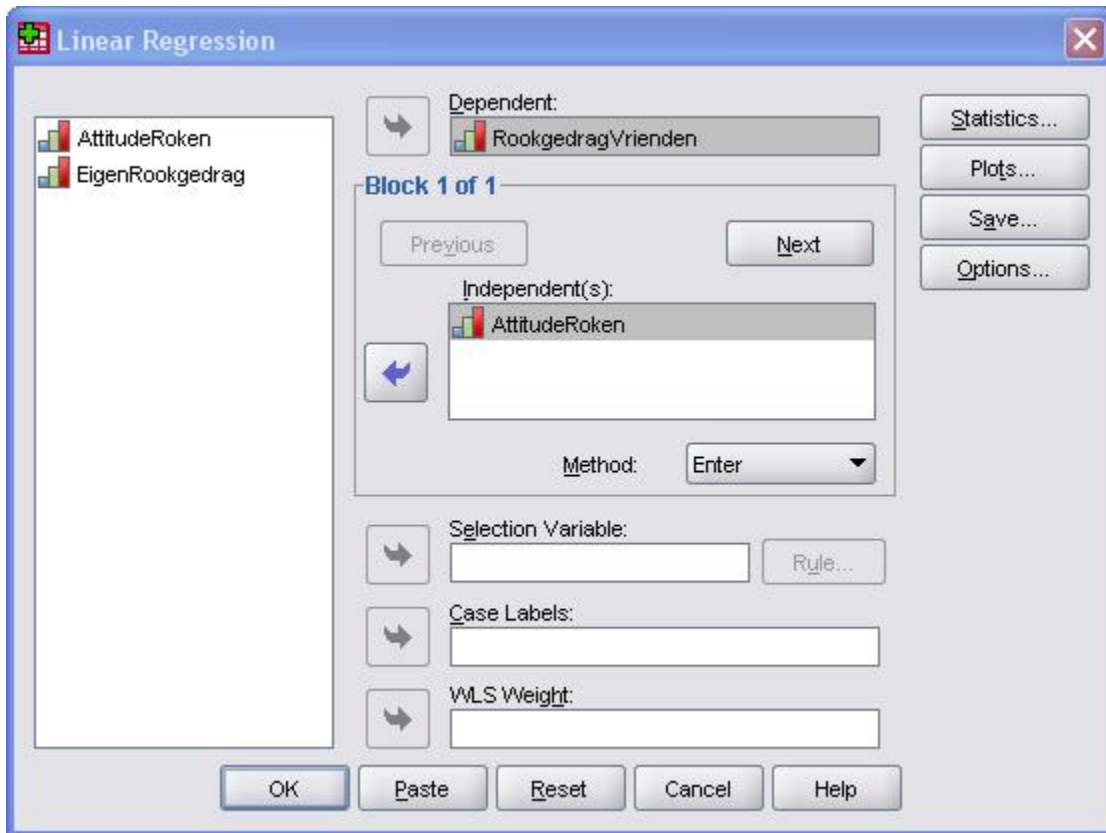 Linear Regression
AttitudeRoken
EigenRookgedrag
Dependent:
RookgedragVrienden
Block 1 of 1
Previous
Next
Independent(s):
AttitudeRoken
Method:
Enter
Selection Variable:
Rule...
Case Labels:
WLS Weight:
Statistics...
Plots...
Save...
Options...
OK
Paste
Reset
Cancel
Help